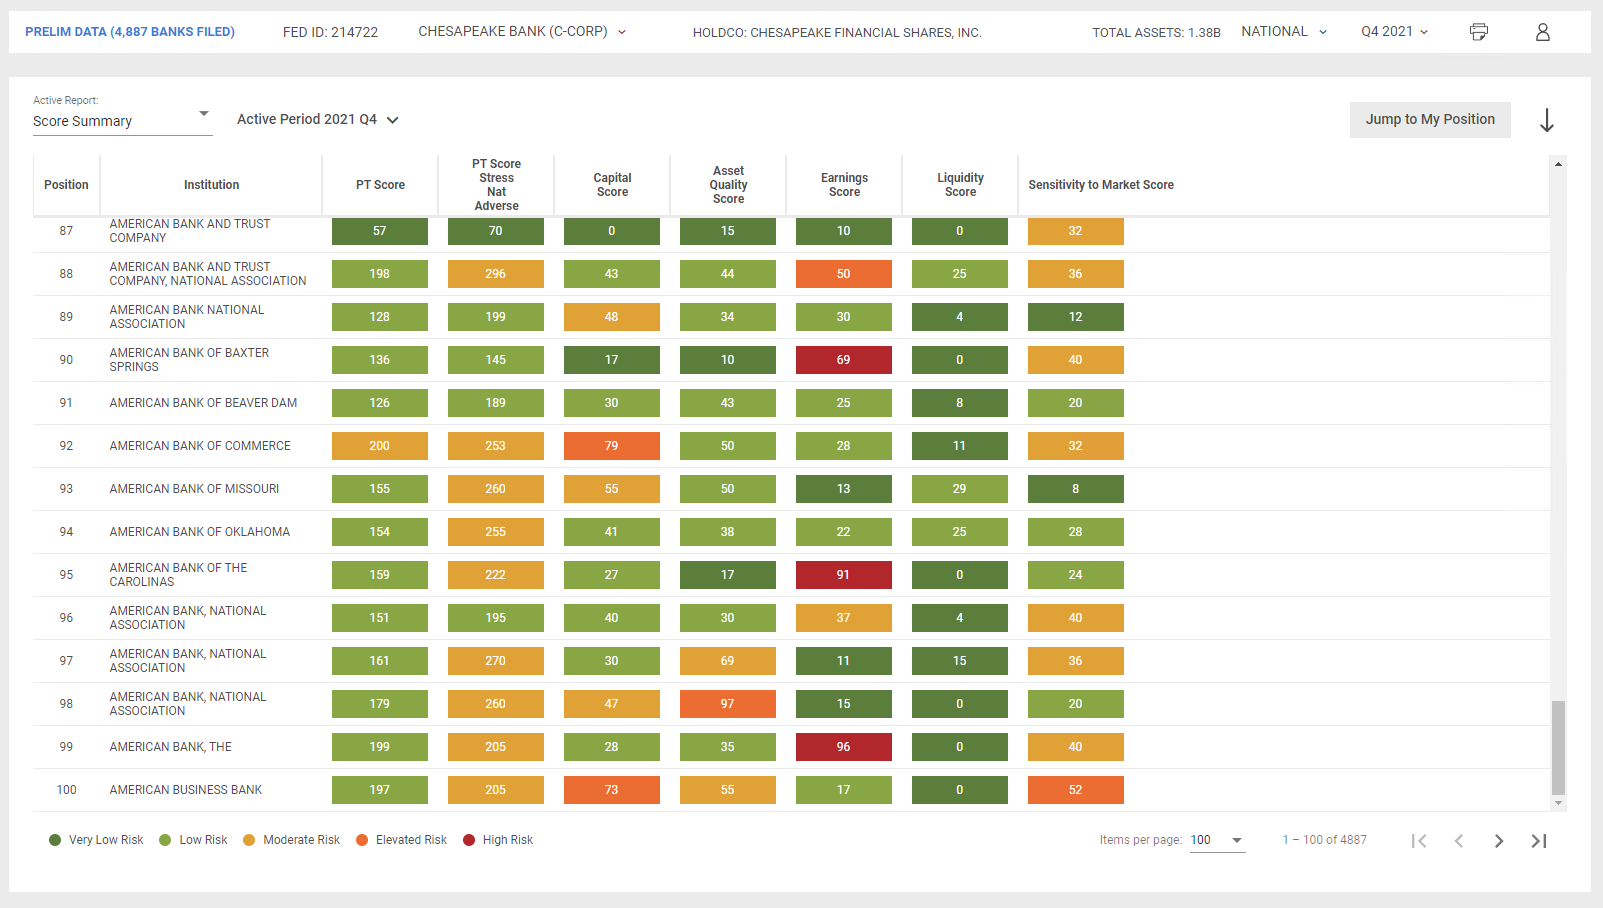 PRELIM DATA (4,887 BANKS FILED) FED ID: 214722 CHESAPEAKE BANK (C-CORP) HOLDCO: CHESAPEAKE FINANCIAL SHARES, INC. TOTAL ASSETS: 1.38B NATIONAL Q4 2021
Active Report:
Score Summary
Active Period 2021 Q4
Jump to My Position
Position
Institution
PT Score
PT Score
Stress
Nat
Adverse
Capital
Score
Asset
Quality
Score
Earnings
Score
Liquidity
Score
Sensitivity to Market Score
87 AMERICAN BANK AND TRUST
COMPANY
57 70 0 15 10 0 32
88 AMERICAN BANK AND TRUST
COMPANY, NATIONAL ASSOCIATION
198 296 43 44 50 25 36
89 AMERICAN BANK NATIONAL
ASSOCIATION
128 199 48 34 30 4 12
90 AMERICAN BANK OF BAXTER
SPRINGS
136 145 17 10 69 0 40
91 AMERICAN BANK OF BEAVER DAM 126 189 30 43 25 8 20
92 AMERICAN BANK OF COMMERCE 200 253 79 50 28 11 32
93 AMERICAN BANK OF MISSOURI 155 260 55 50 13 29 8
94 AMERICAN BANK OF OKLAHOMA 154 255 41 38 22 25 28
95 AMERICAN BANK OF THE
CAROLINAS
159 222 27 17 91 0 24
96 AMERICAN BANK, NATIONAL
ASSOCIATION
151 195 40 30 37 4 40
97 AMERICAN BANK, NATIONAL
ASSOCIATION
161 270 30 69 11 15 36
98 AMERICAN BANK, NATIONAL
ASSOCIATION
179 260 47 97 15 0 20
99 AMERICAN BANK, THE 199 205 28 35 96 0 40
100 AMERICAN BUSINESS BANK 197 205 73 55 17 0 52
Very Low Risk Low Risk Moderate Risk Elevated Risk High Risk
Items per page: 100 1 – 100 of 4887